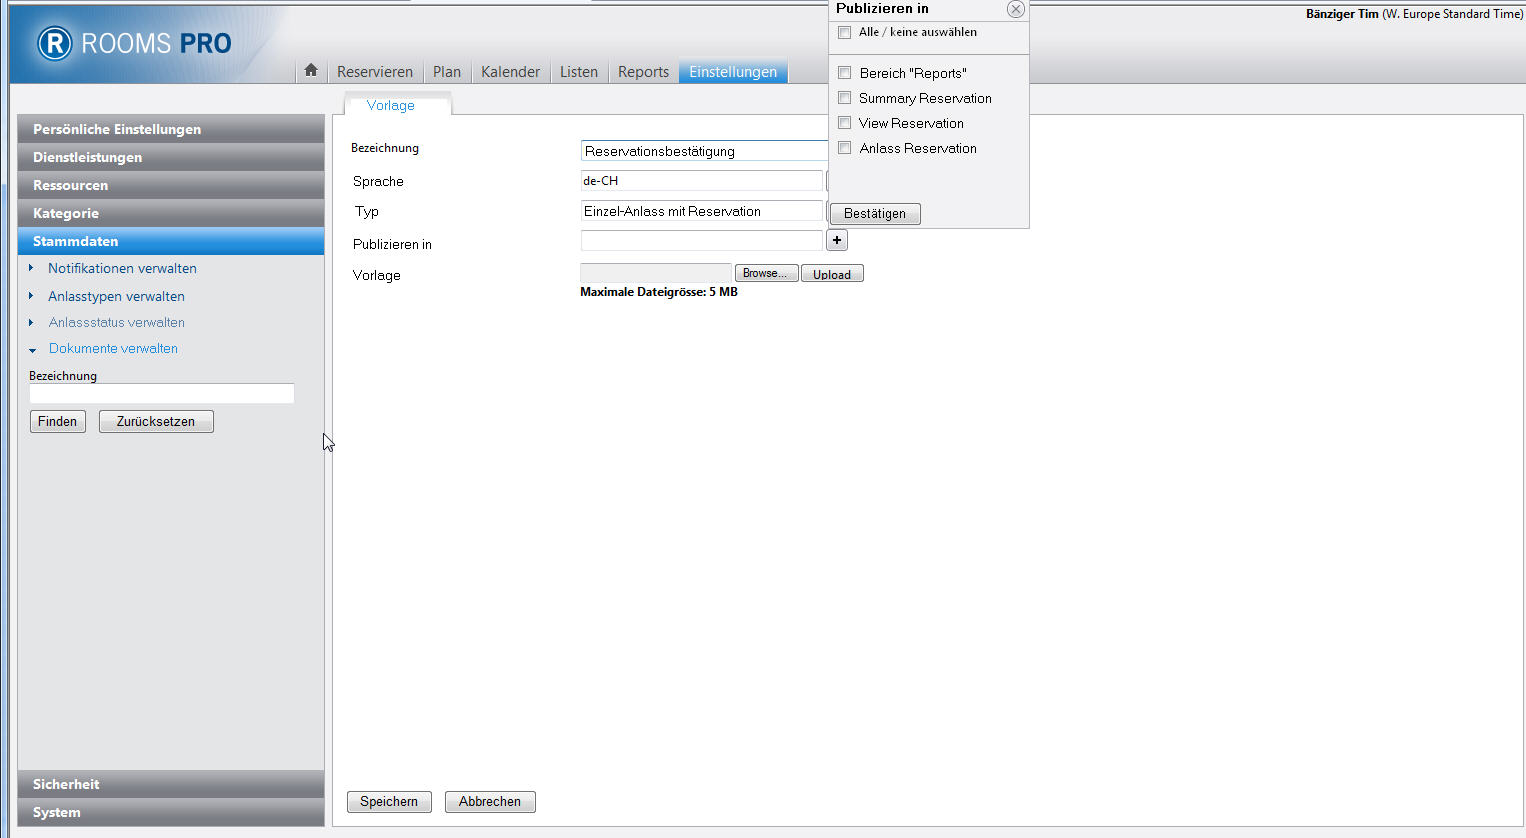 Publizieren in
Bänziger Tim (W. Europe Standard Time)
Alle / keine auswählen
R ROOMS PRO
Reservieren Plan Kalender Listen Reports Einstellungen
Bereich "Reports"
Summary Reservation
View Reservation
Anlass Reservation
Bestätigen
Vorlage
Persönliche Einstellungen
Dienstleistungen
Ressourcen
Kategorie
Stammdaten
Notifikationen verwalten
Anlasstypen verwalten
Anlassstatus verwalten
Dokumente verwalten
Bezeichnung
Finden Zurücksetzen
Sicherheit
System
Bezeichnung Reservationsbestätigung
Sprache de-CH
Typ Einzel-Anlass mit Reservation
Publizieren in +
Vorlage Browse... Upload
Maximale Dateigrösse: 5 MB
Speichern Abbrechen